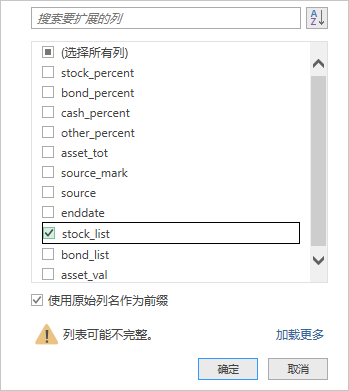 搜索要扩展的列
A
Z
(选择所有列)
stock_percent
bond_percent
cash_percent
other_percent
asset_tot
source_mark
source
enddate
stock_list
bond_list
asset_val
使用原始列名作为前缀
列表可能不完整。
加载更多
确定
取消